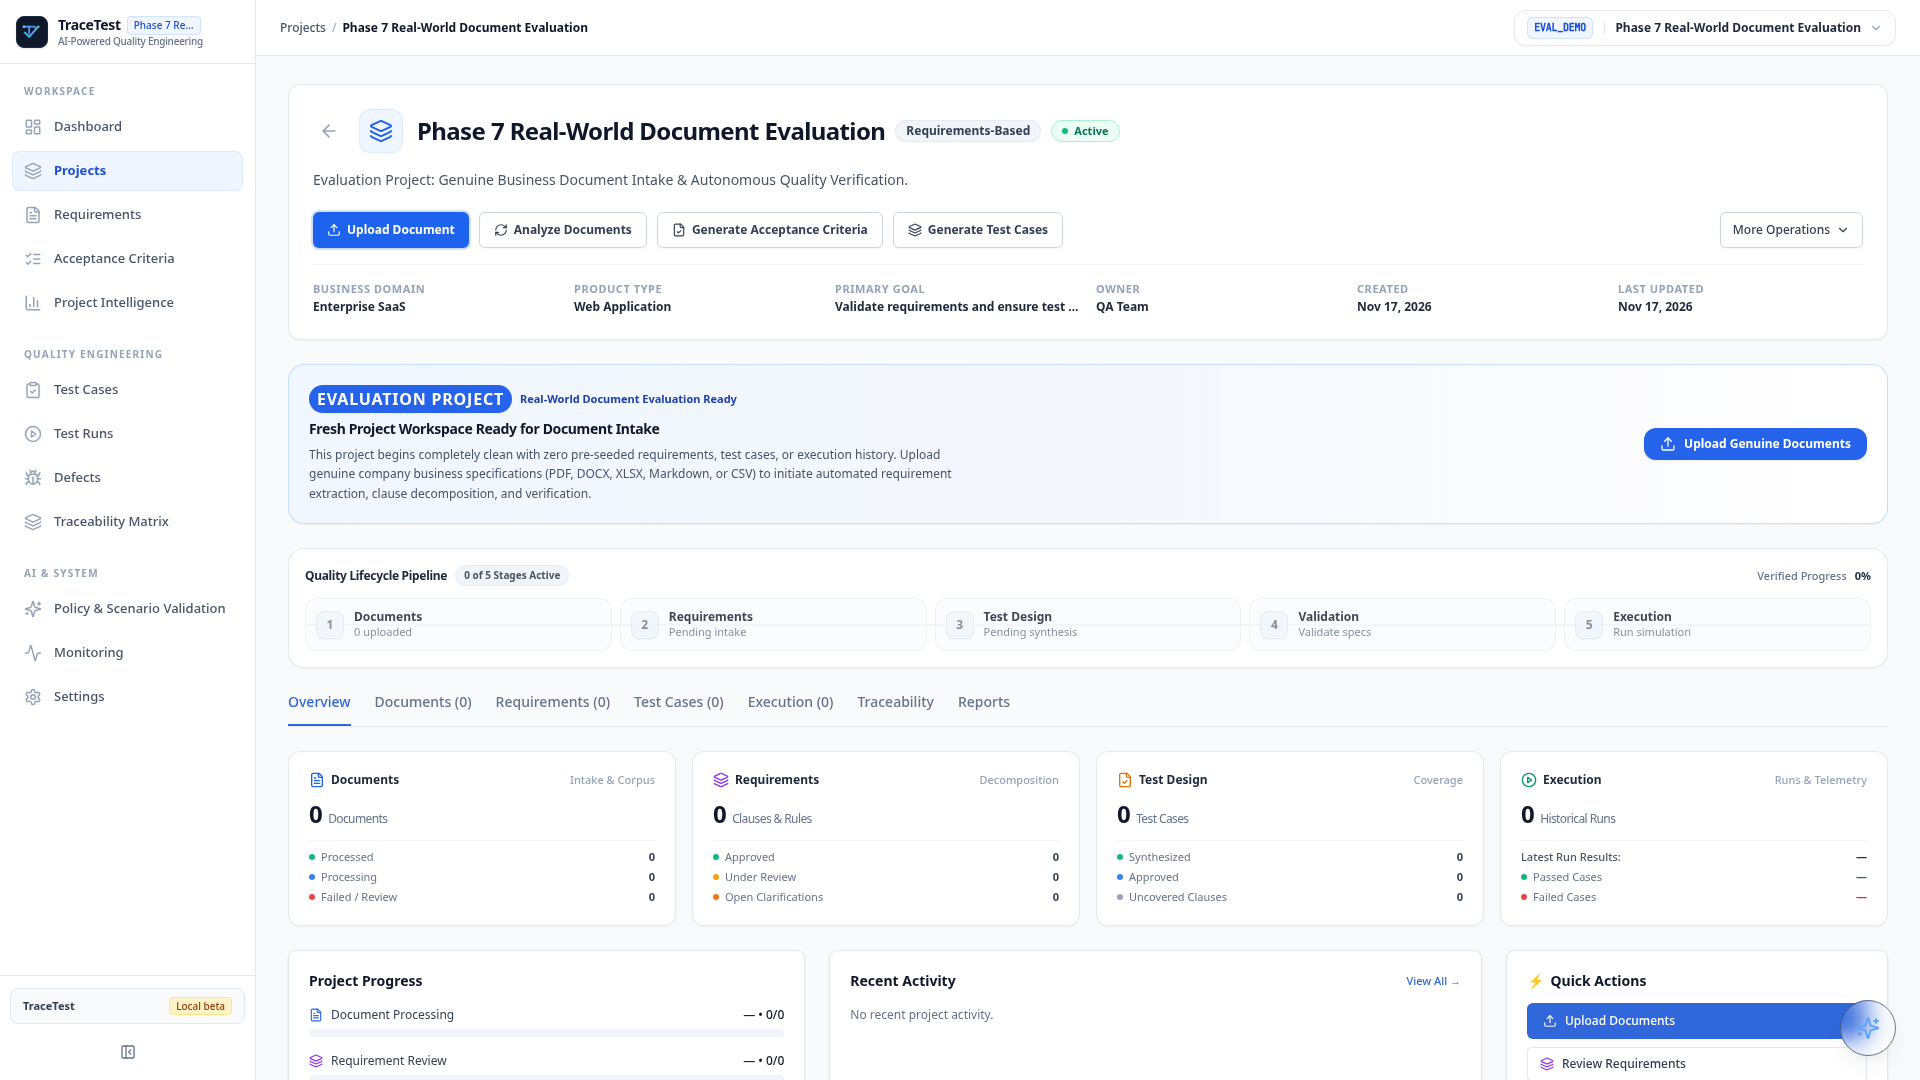 TraceTest
Phase 7 Re...
AI-Powered Quality Engineering
WORKSPACE
Dashboard
Projects
Requirements
Acceptance Criteria
Project Intelligence
QUALITY ENGINEERING
Test Cases
Test Runs
Defects
Traceability Matrix
AI & SYSTEM
Policy & Scenario Validation
Monitoring
Settings
TraceTest
Local beta
Projects / Phase 7 Real-World Document Evaluation
EVAL_DEMO
Phase 7 Real-World Document Evaluation
Phase 7 Real-World Document Evaluation
Requirements-Based
Active
Evaluation Project: Genuine Business Document Intake & Autonomous Quality Verification.
Upload Document
Analyze Documents
Generate Acceptance Criteria
Generate Test Cases
More Operations
BUSINESS DOMAIN
Enterprise SaaS
PRODUCT TYPE
Web Application
PRIMARY GOAL
Validate requirements and ensure test ...
OWNER
QA Team
CREATED
Nov 17, 2026
LAST UPDATED
Nov 17, 2026
EVALUATION PROJECT
Real-World Document Evaluation Ready
Fresh Project Workspace Ready for Document Intake
This project begins completely clean with zero pre-seeded requirements, test cases, or execution history. Upload
genuine company business specifications (PDF, DOCX, XLSX, Markdown, or CSV) to initiate automated requirement
extraction, clause decomposition, and verification.
Upload Genuine Documents
Quality Lifecycle Pipeline
0 of 5 Stages Active
Verified Progress 0%
1
Documents
0 uploaded
2
Requirements
Pending intake
3
Test Design
Pending synthesis
4
Validation
Validate specs
5
Execution
Run simulation
Overview
Documents (0)
Requirements (0)
Test Cases (0)
Execution (0)
Traceability
Reports
Documents
Intake & Corpus
0 Documents
Processed 0
Processing 0
Failed / Review 0
Requirements
Decomposition
0 Clauses & Rules
Approved 0
Under Review 0
Open Clarifications 0
Test Design
Coverage
0 Test Cases
Synthesized 0
Approved 0
Uncovered Clauses 0
Execution
Runs & Telemetry
0 Historical Runs
Latest Run Results: —
Passed Cases —
Failed Cases —
Project Progress
Document Processing — • 0/0
Requirement Review — • 0/0
Recent Activity
View All →
No recent project activity.
⚡ Quick Actions
Upload Documents
Review Requirements